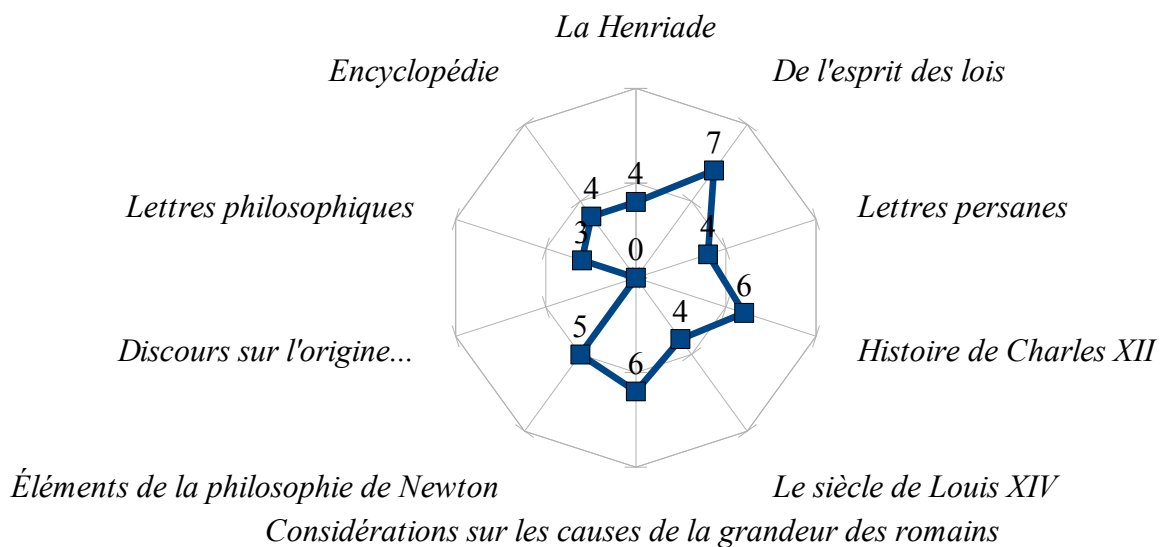 La Henriade
Encyclopédie
De l'esprit des lois
7
4
4
Lettres philosophiques
Lettres persanes
3
0
4
6
4
5
6
Discours sur l'origine...
Histoire de Charles XII
Éléments de la philosophie de Newton
Le siècle de Louis XIV
Considérations sur les causes de la grandeur des romains